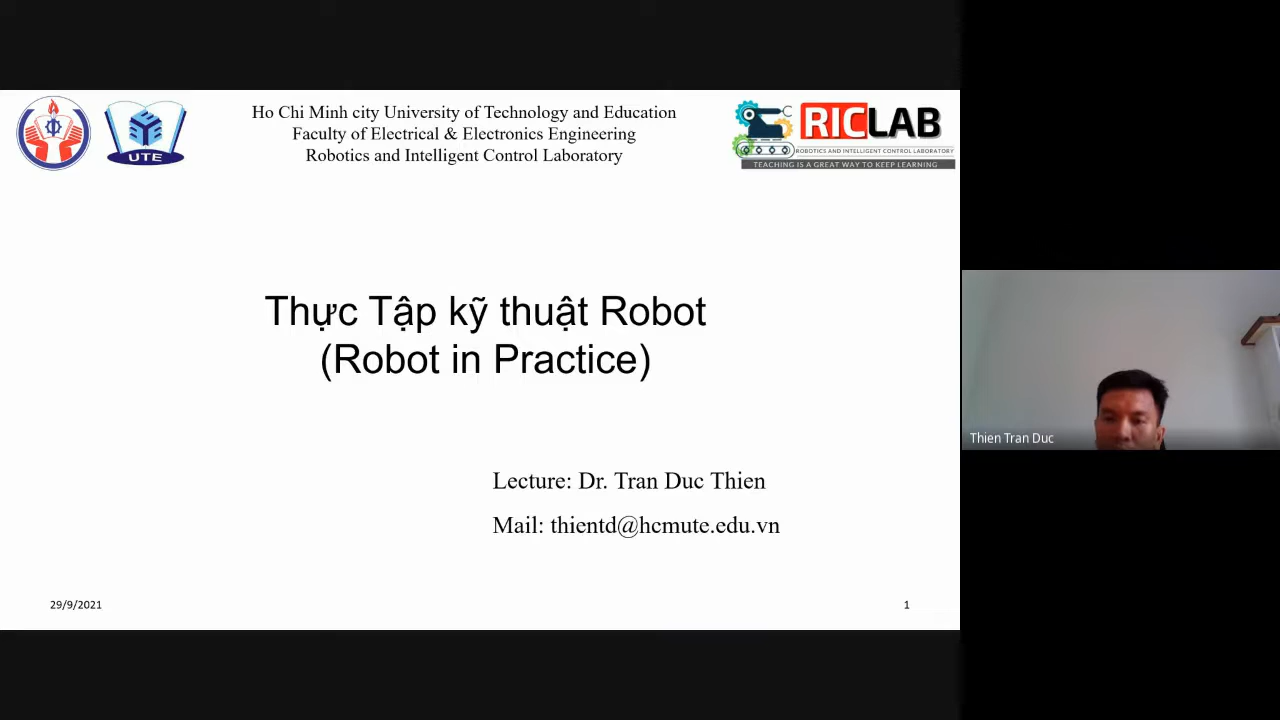 Ho Chi Minh city University of Technology and Education
Faculty of Electrical & Electronics Engineering
Robotics and Intelligent Control Laboratory
UTE
RICLAB
ROBOTICS AND INTELLIGENT CONTROL LABORATORY
TEACHING IS A GREAT WAY TO KEEP LEARNING
Thực Tập kỹ thuật Robot
(Robot in Practice)
Thien Tran Duc
Lecture: Dr. Tran Duc Thien
Mail: thientd@hcmute.edu.vn
29/9/2021
1